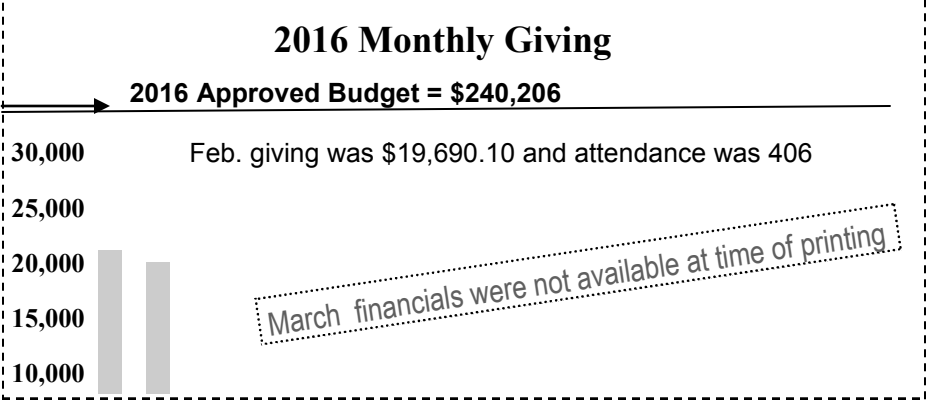 2016 Monthly Giving
2016 Approved Budget = $240,206
30,000
Feb. giving was $19,690.10 and attendance was 406
25,000
20,000
March financials were not available at time of printing
15,000
10,000